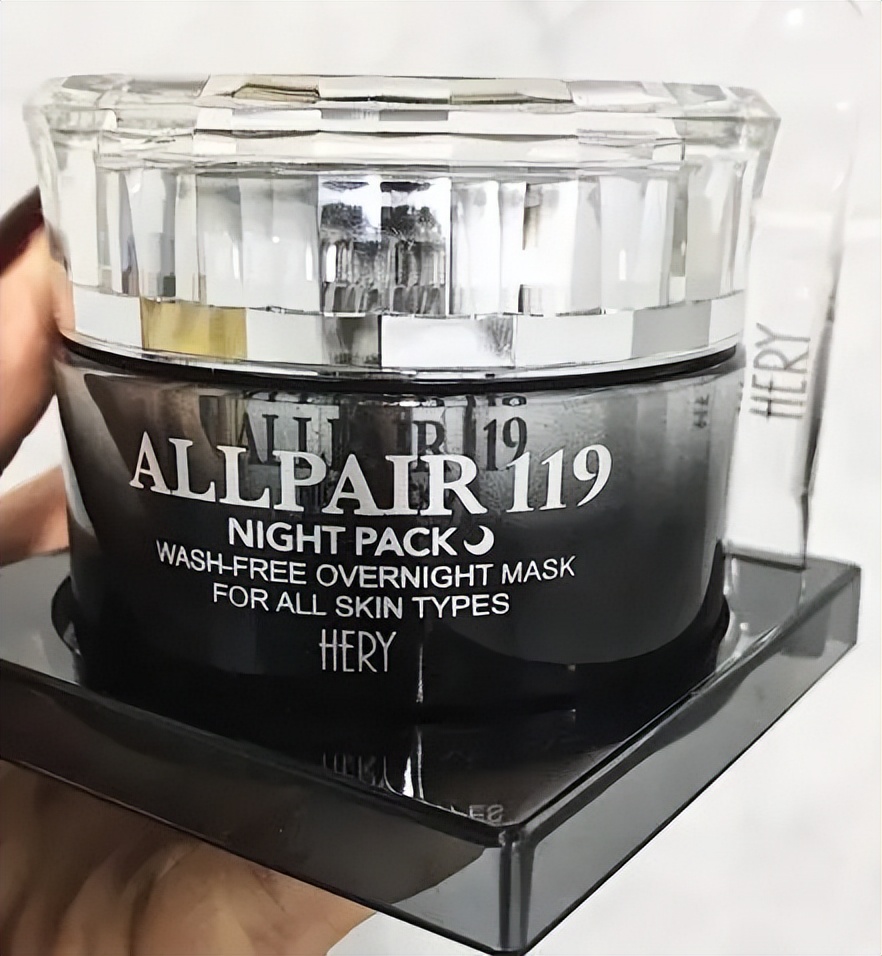 ALLPAIR 119
NIGHT PACK
WASH-FREE OVERNIGHT MASK
FOR ALL SKIN TYPES
HERY
HERY